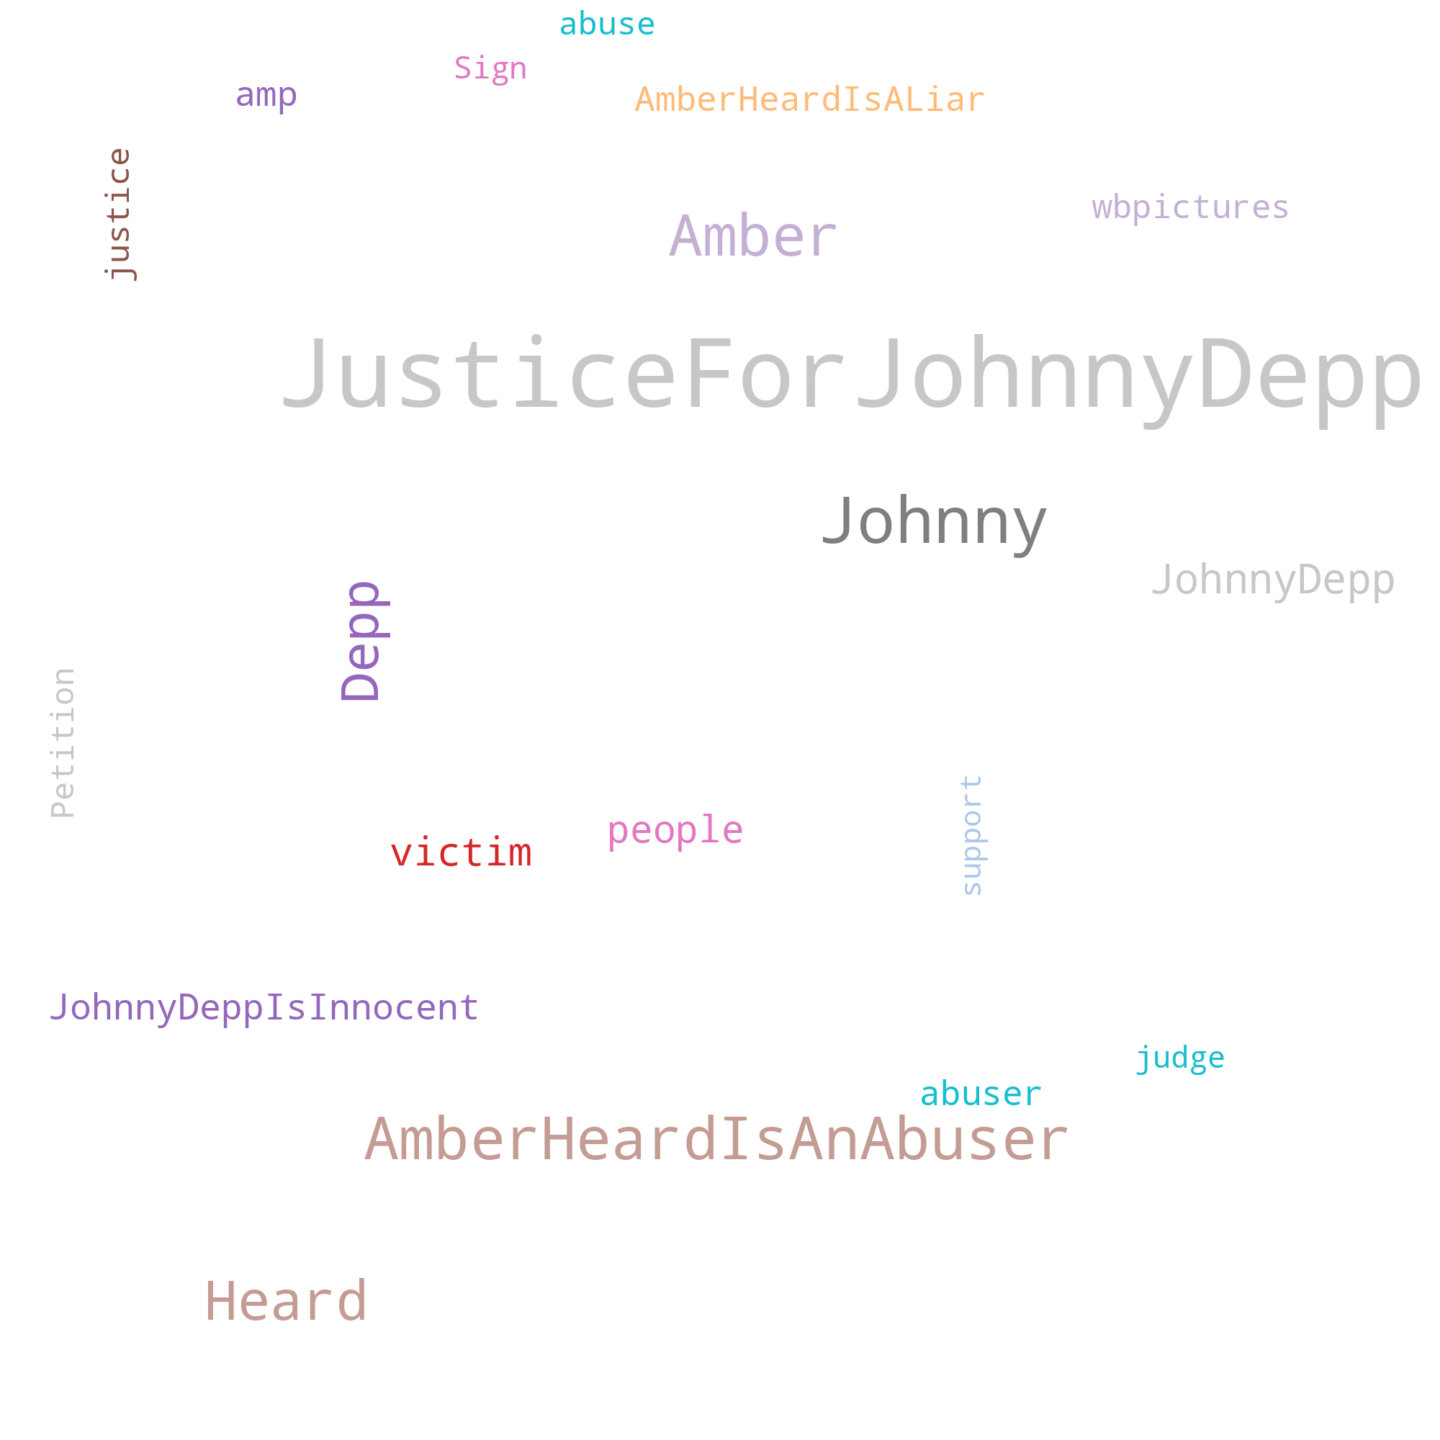 abuse
Sign
amp
AmberHeardIsALiar
justice
wbpictures
Amber
JusticeForJohnnyDepp
Johnny
JohnnyDepp
Depp
Petition
support
people
victim
JohnnyDeppIsInnocent
judge
abuser
AmberHeardIsAnAbuser
Heard